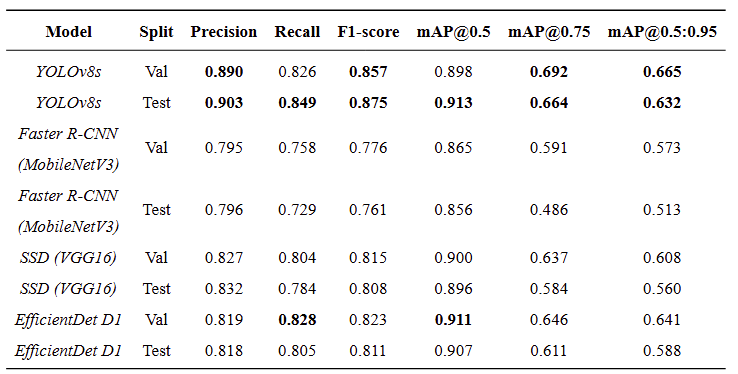 Model Split Precision Recall F1-score mAP@0.5 mAP@0.75 mAP@0.5:0.95
YOLOv8s Val 0.890 0.826 0.857 0.898 0.692 0.665
YOLOv8s Test 0.903 0.849 0.875 0.913 0.664 0.632
Faster R-CNN
(MobileNetV3) Val 0.795 0.758 0.776 0.865 0.591 0.573
Faster R-CNN
(MobileNetV3) Test 0.796 0.729 0.761 0.856 0.486 0.513
SSD (VGG16) Val 0.827 0.804 0.815 0.900 0.637 0.608
SSD (VGG16) Test 0.832 0.784 0.808 0.896 0.584 0.560
EfficientDet D1 Val 0.819 0.828 0.823 0.911 0.646 0.641
EfficientDet D1 Test 0.818 0.805 0.811 0.907 0.611 0.588